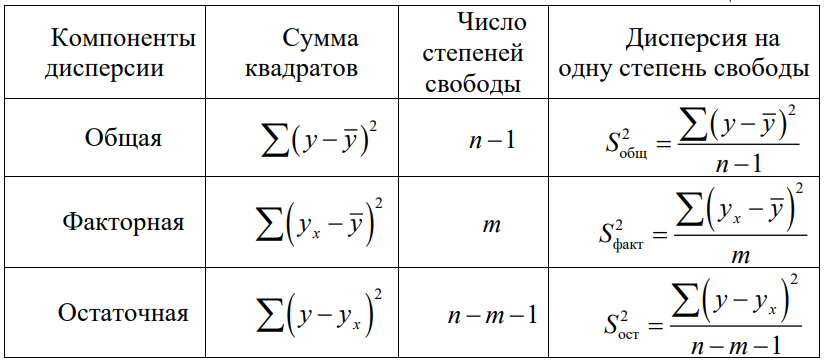 Компоненты дисперсии
Сумма квадратов
Число степеней свободы
Дисперсия на одну степень свободы
Общая
∑(y − ȳ)²
n − 1
S²общ = ∑(y − ȳ)² / (n − 1)
Факторная
∑(yₓ − ȳ)²
m
S²факт = ∑(yₓ − ȳ)² / m
Остаточная
∑(y − yₓ)²
n − m − 1
S²ост = ∑(y − yₓ)² / (n − m − 1)